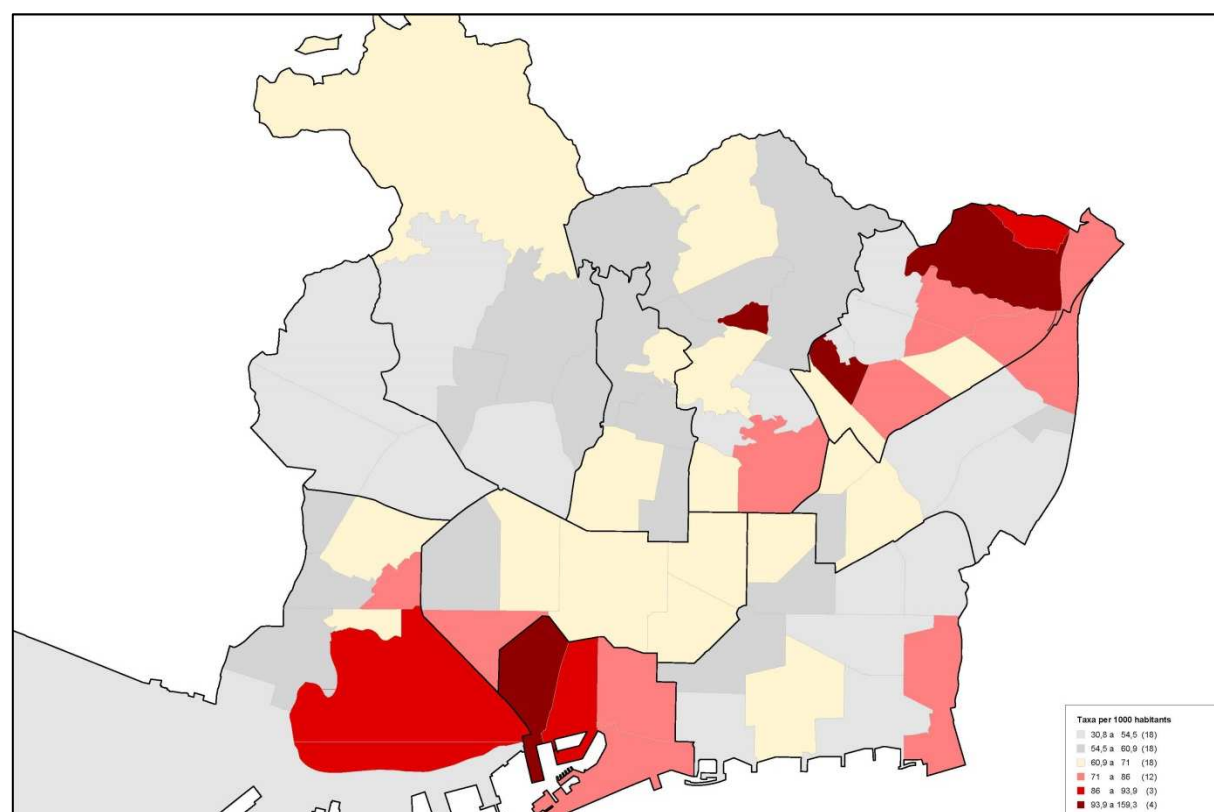 Taxa per 1000 habitants
30,8 a 54,5 (18)
54,5 a 60,9 (18)
60,9 a 71 (18)
71 a 86 (12)
86 a 93,9 (3)
93,9 a 159,3 (4)